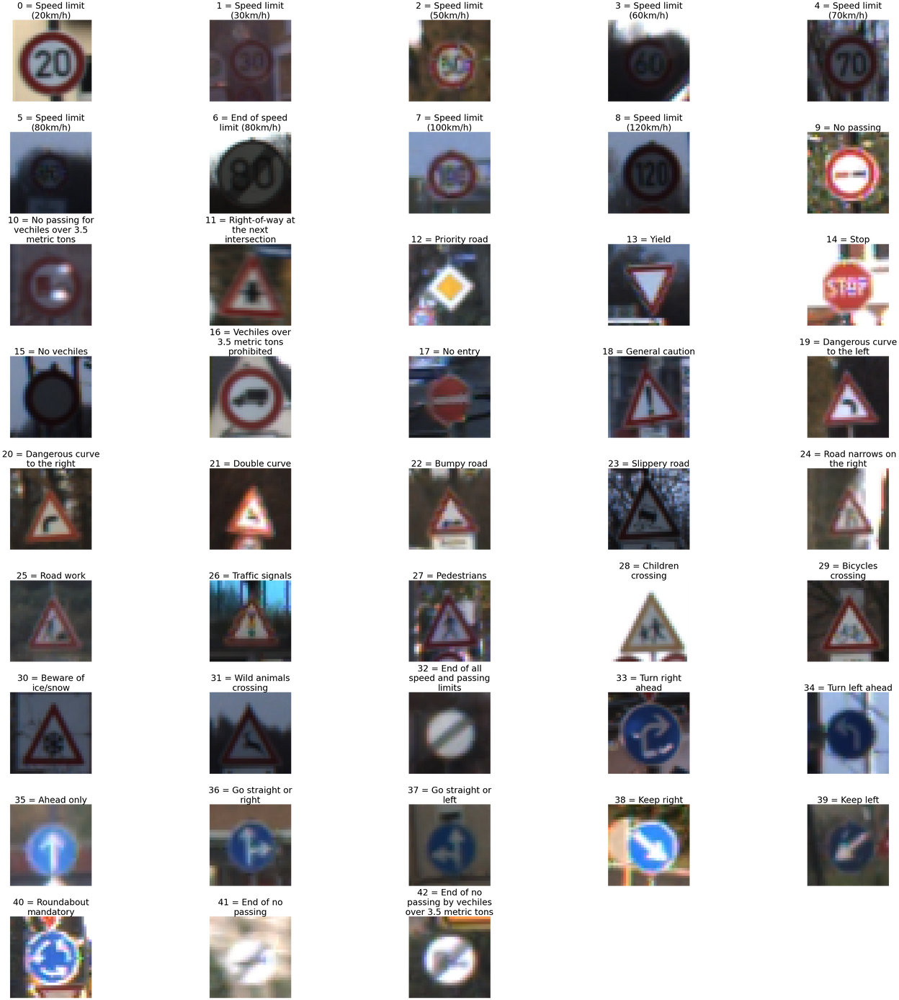 0 = Speed limit
(20km/h)
1 = Speed limit
(30km/h)
2 = Speed limit
(50km/h)
3 = Speed limit
(60km/h)
4 = Speed limit
(70km/h)
20
30
60
70
5 = Speed limit
(80km/h)
6 = End of speed
limit (80km/h)
7 = Speed limit
(100km/h)
8 = Speed limit
(120km/h)
9 = No passing
80
120
10 = No passing for
vechiles over 3.5
metric tons
11 = Right-of-way at
the next
intersection
12 = Priority road
13 = Yield
14 = Stop
STOP
15 = No vechiles
16 = Vechiles over
3.5 metric tons
prohibited
17 = No entry
18 = General caution
19 = Dangerous curve
to the left
20 = Dangerous curve
to the right
21 = Double curve
22 = Bumpy road
23 = Slippery road
24 = Road narrows on
the right
25 = Road work
26 = Traffic signals
27 = Pedestrians
28 = Children
crossing
29 = Bicycles
crossing
30 = Beware of
ice/snow
31 = Wild animals
crossing
32 = End of all
speed and passing
limits
33 = Turn right
ahead
34 = Turn left ahead
35 = Ahead only
36 = Go straight or
right
37 = Go straight or
left
38 = Keep right
39 = Keep left
40 = Roundabout
mandatory
41 = End of no
passing
42 = End of no
passing by vechiles
over 3.5 metric tons